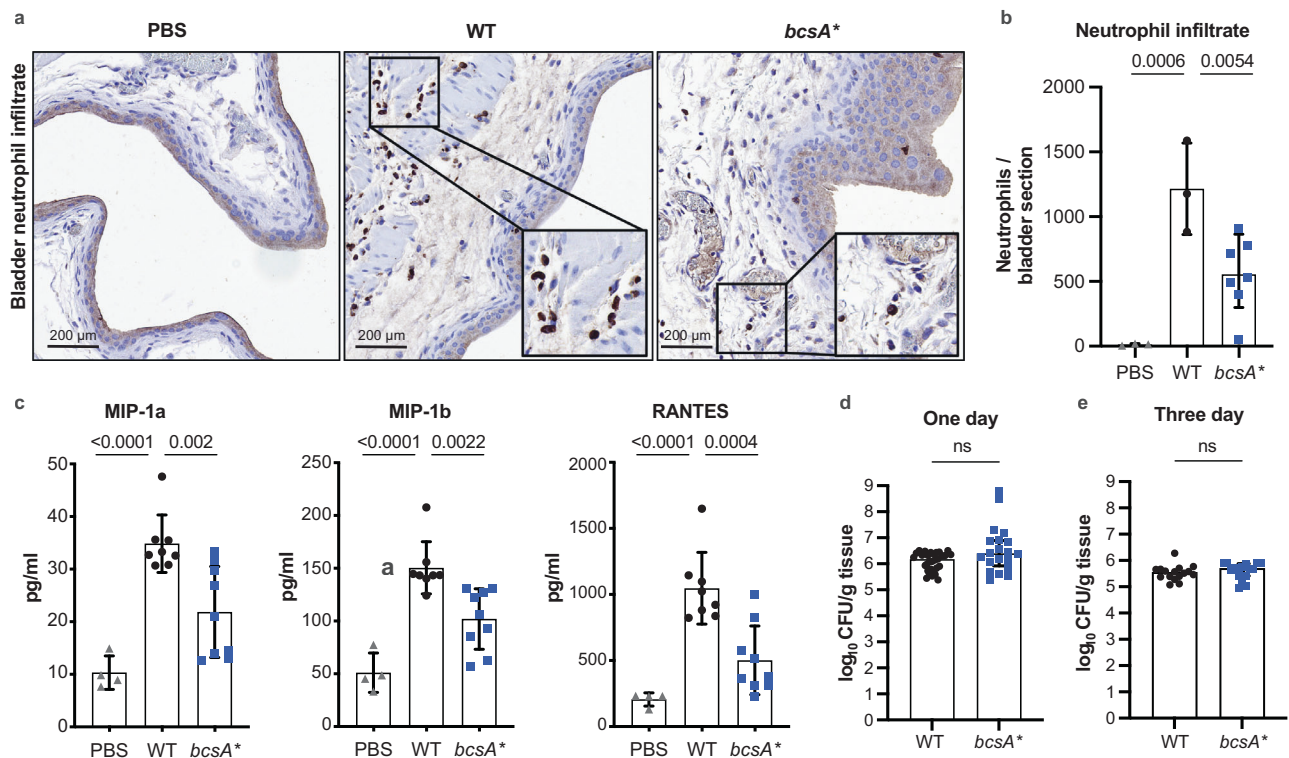 a
PBS
WT
bcsA*
Bladder neutrophil infiltrate
200 µm
200 µm
200 µm
b
Neutrophil infiltrate
0.0006
0.0054
Neutrophils /
bladder section
2000
1500
1000
500
0
PBS
WT
bcsA*
c
MIP-1a
<0.0001
0.002
pg/ml
50
40
30
20
10
0
PBS
WT
bcsA*
MIP-1b
<0.0001
0.0022
pg/ml
250
200
150
100
50
0
a
PBS
WT
bcsA*
RANTES
<0.0001
0.0004
pg/ml
2000
1500
1000
500
0
PBS
WT
bcsA*
d
One day
ns
log₁₀ CFU/g tissue
9
8
7
6
5
4
3
2
1
0
WT
bcsA*
e
Three day
ns
log₁₀ CFU/g tissue
9
8
7
6
5
4
3
2
1
0
WT
bcsA*